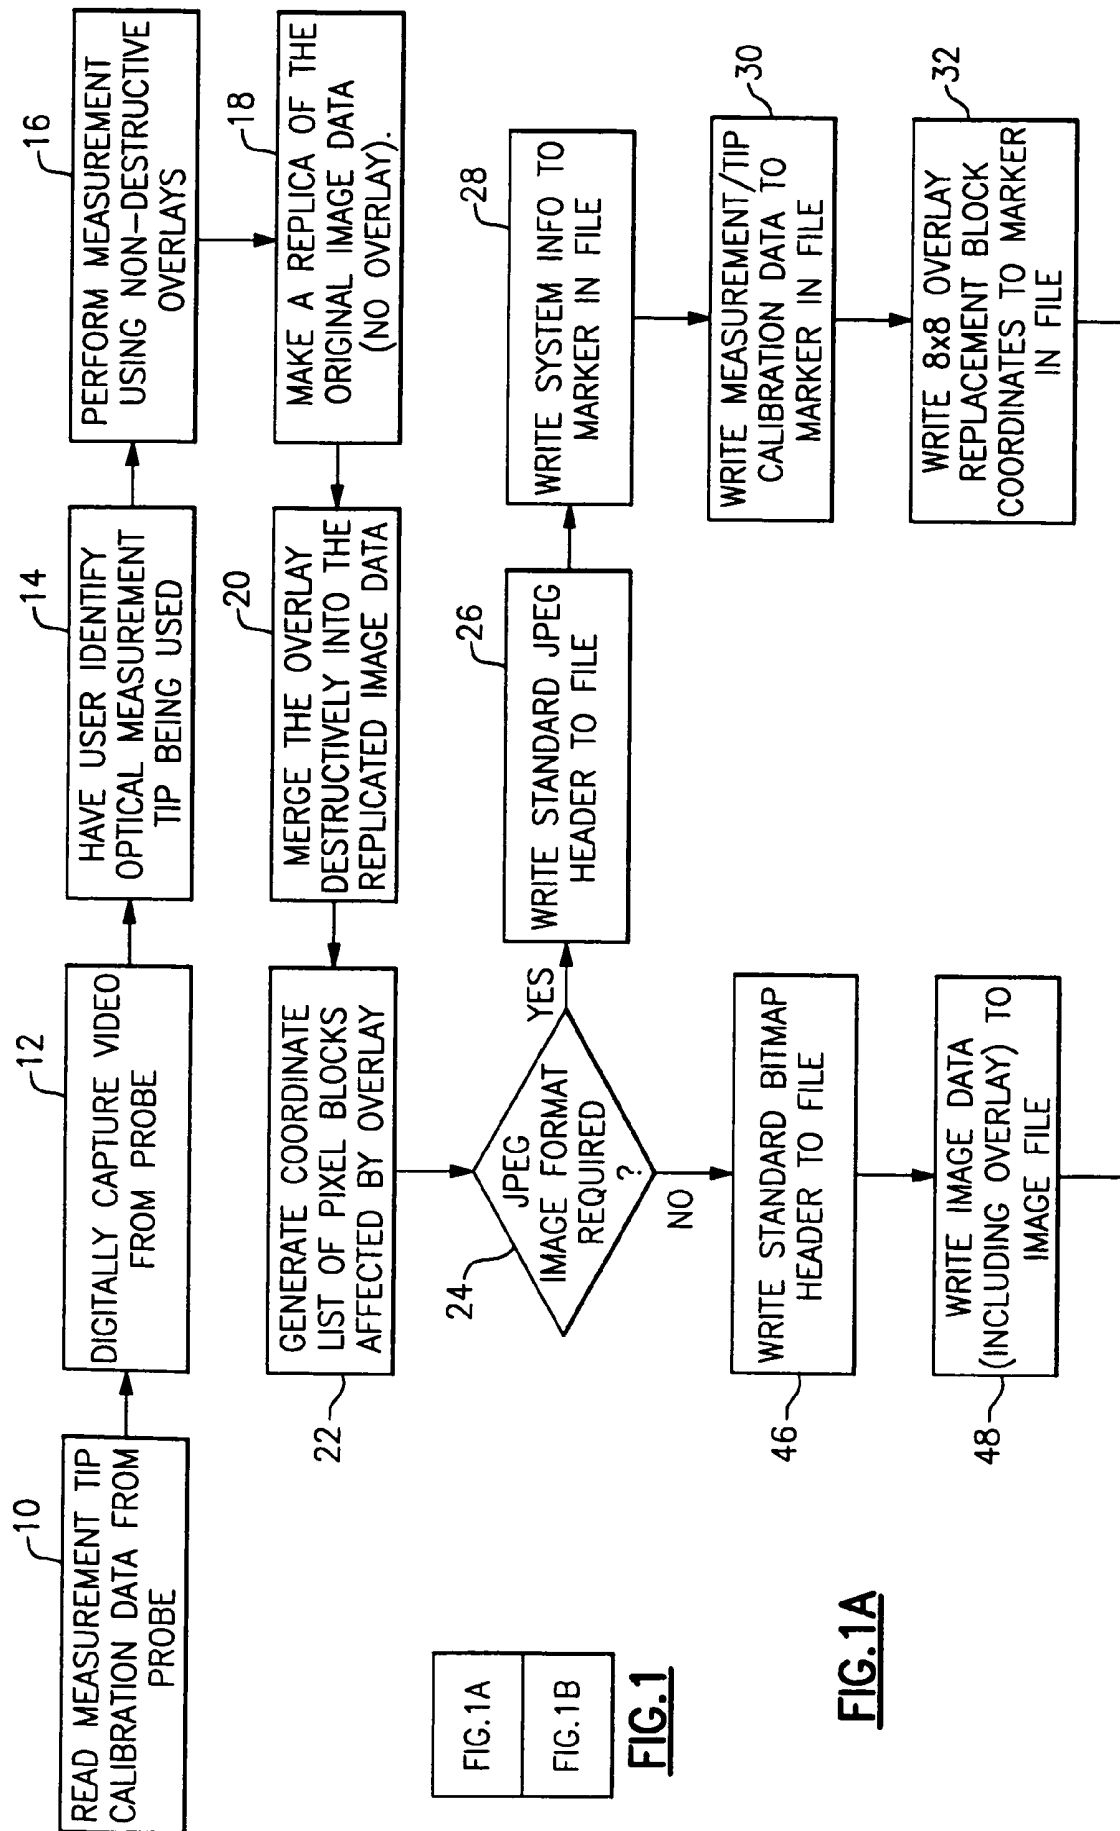 10
READ MEASUREMENT TIP
CALIBRATION DATA FROM
PROBE
12
DIGITALLY CAPTURE VIDEO
FROM PROBE
14
HAVE USER IDENTIFY
OPTICAL MEASUREMENT
TIP BEING USED
16
PERFORM MEASUREMENT
USING NON-DESTRUCTIVE
OVERLAYS
18
MAKE A REPLICA OF THE
ORIGINAL IMAGE DATA
(NO OVERLAY).
20
MERGE THE OVERLAY
DESTRUCTIVELY INTO THE
REPLICATED IMAGE DATA
22
GENERATE COORDINATE
LIST OF PIXEL BLOCKS
AFFECTED BY OVERLAY
24
JPEG
IMAGE FORMAT
REQUIRED
?
YES
NO
26
WRITE STANDARD JPEG
HEADER TO FILE
28
WRITE SYSTEM INFO TO
MARKER IN FILE
30
WRITE MEASUREMENT/TIP
CALIBRATION DATA TO
MARKER IN FILE
32
WRITE 8x8 OVERLAY
REPLACEMENT BLOCK
COORDINATES TO MARKER
IN FILE
46
WRITE STANDARD BITMAP
HEADER TO FILE
48
WRITE IMAGE DATA
(INCLUDING OVERLAY) TO
IMAGE FILE
FIG.1A
FIG.1B
FIG.1
FIG.1A